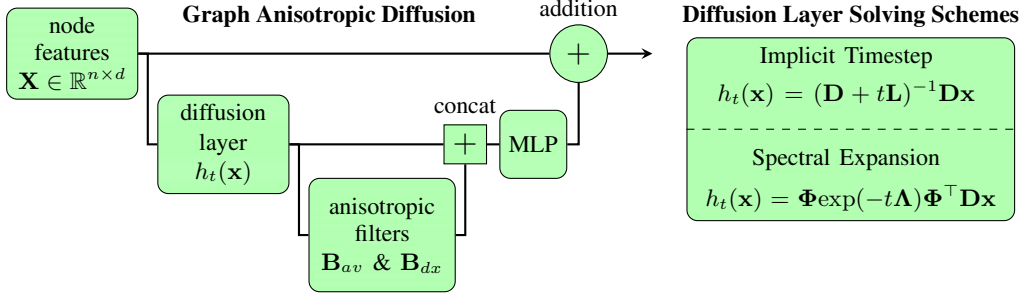 Graph Anisotropic Diffusion
addition
Diffusion Layer Solving Schemes
node
features
𝐗 ∈ ℝ^{n×d}
+
diffusion
layer
h_t(𝐱)
concat
+
MLP
anisotropic
filters
𝐁_{av} & 𝐁_{dx}
Implicit Timestep
h_t(𝐱) = (𝐃 + t𝐋)^{-1}𝐃𝐱
Spectral Expansion
h_t(𝐱) = 𝚽exp(−t𝚲)𝚽^⊤𝐃𝐱